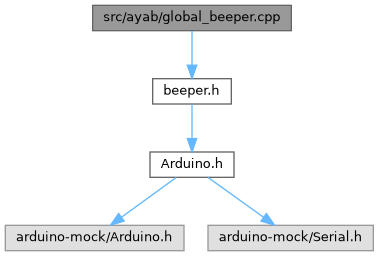 src/ayab/global_beeper.cpp
beeper.h
Arduino.h
arduino-mock/Arduino.h
arduino-mock/Serial.h